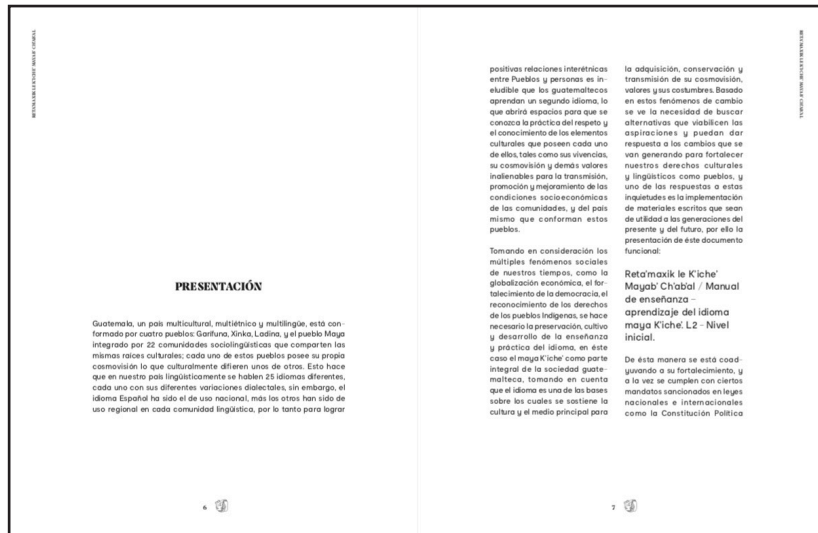 PRESENTACIÓN
Guatemala, un país multicultural, multiétnico y multilingüe, está con-
formado por cuatro pueblos: Garífuna, Xinka, Ladina, y el pueblo Maya
integrado por 22 comunidades sociolingüísticas que comparten las
mismas raíces culturales; cada uno de estos pueblos posee su propia
cosmovisión lo que culturalmente difieren unos de otros. Esto hace
que en nuestro país lingüísticamente se hablen 25 idiomas diferentes,
cada uno con sus diferentes variaciones dialectales, sin embargo, el
idioma Español ha sido el de uso nacional, más los otros han sido de
uso regional en cada comunidad lingüística, por lo tanto para lograr
6
positivas relaciones interétnicas
entre Pueblos y personas es in-
eludible que los guatemaltecos
aprendan un segundo idioma, lo
que abrirá espacios para que se
conozca la práctica del respeto y
el conocimiento de los elementos
culturales que poseen cada uno
de ellos, tales como sus vivencias,
su cosmovisión y demás valores
inalienables para la transmisión,
promoción y mejoramiento de las
condiciones socioeconómicas
de las comunidades, y del país
mismo que conforman estos
pueblos.
Tomando en consideración los
múltiples fenómenos sociales
de nuestros tiempos, como la
globalización económica, el for-
talecimiento de la democracia, el
reconocimiento de los derechos
de los pueblos Indígenas, se hace
necesario la preservación, cultivo
y desarrollo de la enseñanza
y práctica del idioma, en éste
caso el maya K'iche' como parte
integral de la sociedad guate-
malteca, tomando en cuenta
que el idioma es una de las bases
sobre los cuales se sostiene la
cultura y el medio principal para
la adquisición, conservación y
transmisión de su cosmovisión,
valores y sus costumbres. Basado
en estos fenómenos de cambio
se ve la necesidad de buscar
alternativas que viabilicen las
aspiraciones y puedan dar
respuesta a los cambios que se
van generando para fortalecer
nuestros derechos culturales
y lingüísticos como pueblos, y
uno de las respuestas a estas
inquietudes es la implementación
de materiales escritos que sean
de utilidad a las generaciones del
presente y del futuro, por ello la
presentación de éste documento
funcional:
Reta'maxik le K'iche'
Mayab' Ch'ab'al / Manual
de enseñanza –
aprendizaje del idioma
maya K'iche'. L2 - Nivel
inicial.
De ésta manera se está coad-
yuvando a su fortalecimiento, y
a la vez se cumplen con ciertos
mandatos sancionados en leyes
nacionales e internacionales
como la Constitución Política
7